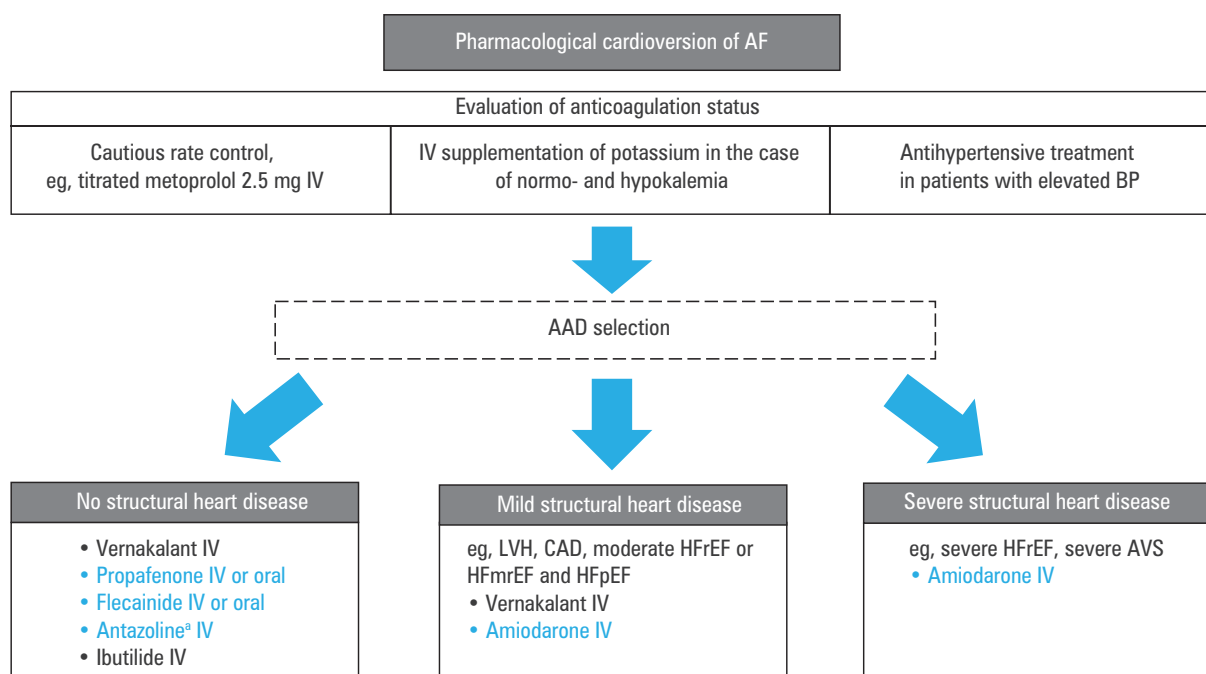 Pharmacological cardioversion of AF
Evaluation of anticoagulation status
Cautious rate control,
eg, titrated metoprolol 2.5 mg IV
IV supplementation of potassium in the case
of normo- and hypokalemia
Antihypertensive treatment
in patients with elevated BP
AAD selection
No structural heart disease
• Vernakalant IV
• Propafenone IV or oral
• Flecainide IV or oral
• Antazolineª IV
• Ibutilide IV
Mild structural heart disease
eg, LVH, CAD, moderate HFrEF or
HFmrEF and HFpEF
• Vernakalant IV
• Amiodarone IV
Severe structural heart disease
eg, severe HFrEF, severe AVS
• Amiodarone IV